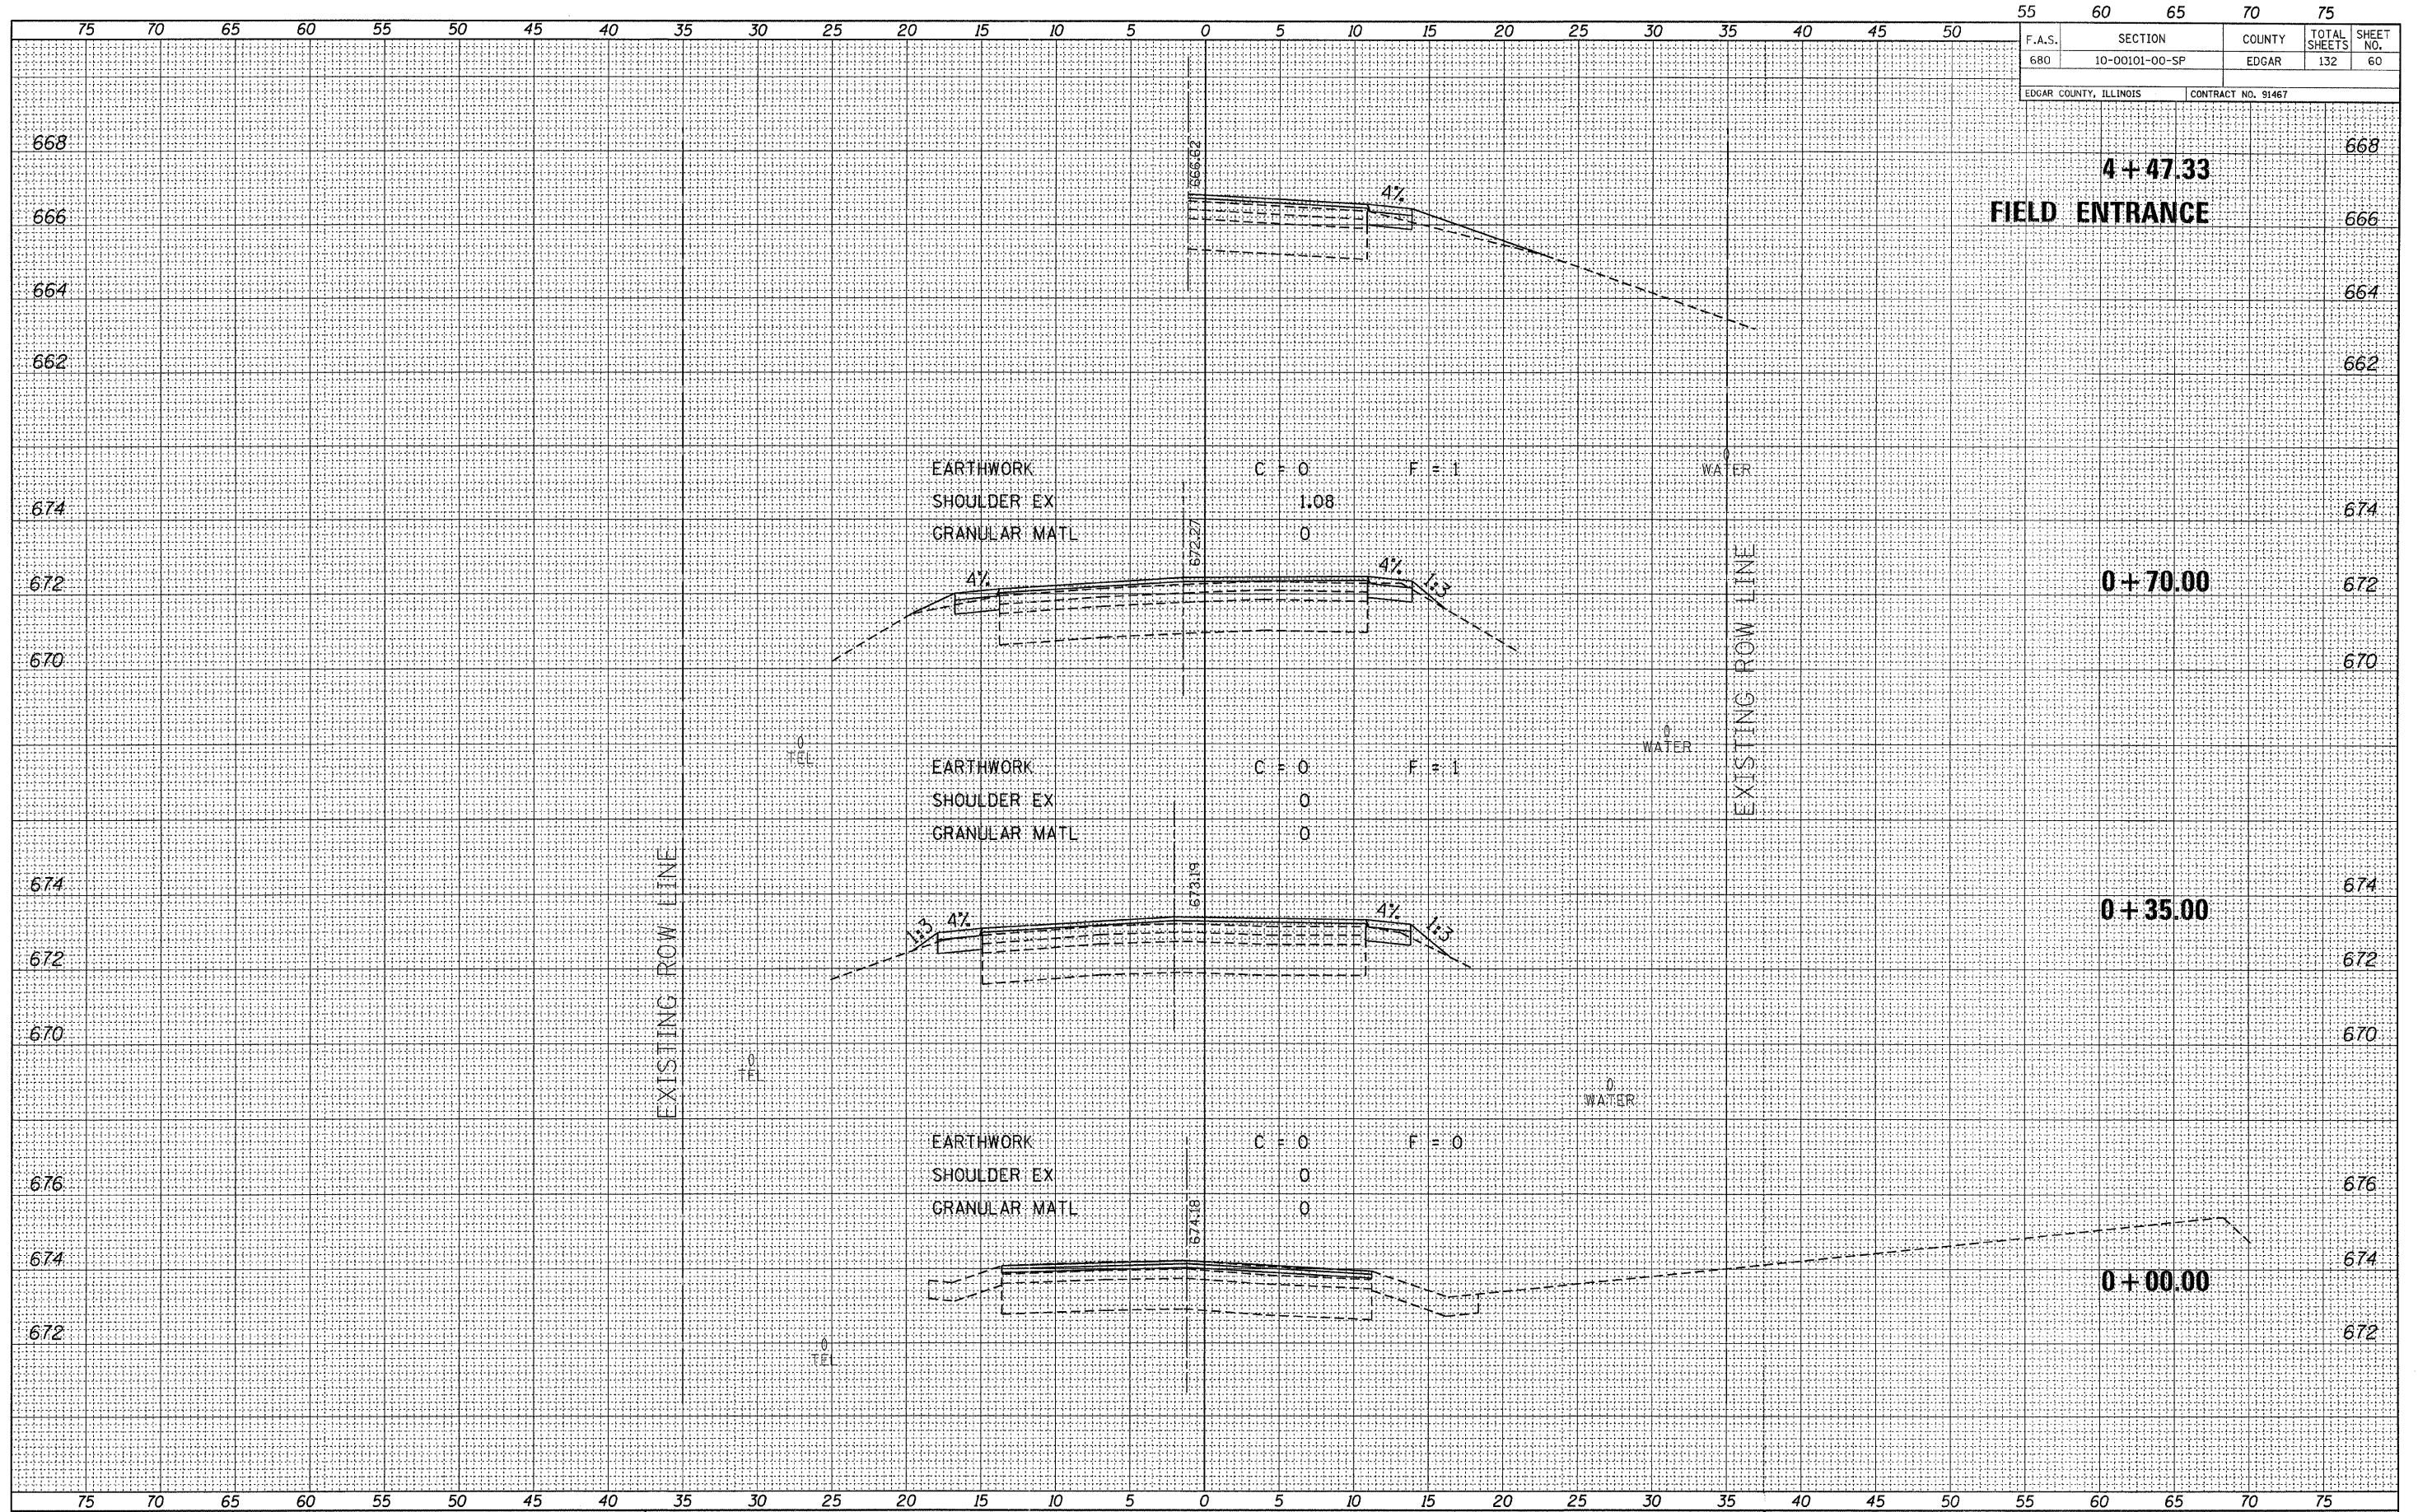 55 60 65 70 75
75 70 65 60 55 50 45 40 35 30 25 20 15 10 5 0 5 10 15 20 25 30 35 40 45 50
F.A.S. SECTION COUNTY TOTAL SHEETS SHEET NO.
680 10-00101-00-SP EDGAR 132 60
EDGAR COUNTY, ILLINOIS CONTRACT NO. 91467
668 668
666.62
4+47.33
4%
666 666
FIELD ENTRANCE
664 664
662 662
0
WATER
EARTHWORK C = 0 F = 1
SHOULDER EX 1.08
GRANULAR MATL 0
674 674
672.27
4% 4% 1:3
672 672
0+70.00
EXISTING ROW LINE
670 670
0
TEL
0
WATER
EARTHWORK C = 0 F = 1
SHOULDER EX 0
GRANULAR MATL 0
674 674
673.19
0+35.00
1:3 4% 4% 1:3
EXISTING ROW LINE
672 672
670 670
0
TEL
0
WATER
EARTHWORK C = 0 F = 0
SHOULDER EX 0
GRANULAR MATL 0
676 676
674.18
674 674
0+00.00
672 672
0
TEL
75 70 65 60 55 50 45 40 35 30 25 20 15 10 5 0 5 10 15 20 25 30 35 40 45 50 55 60 65 70 75